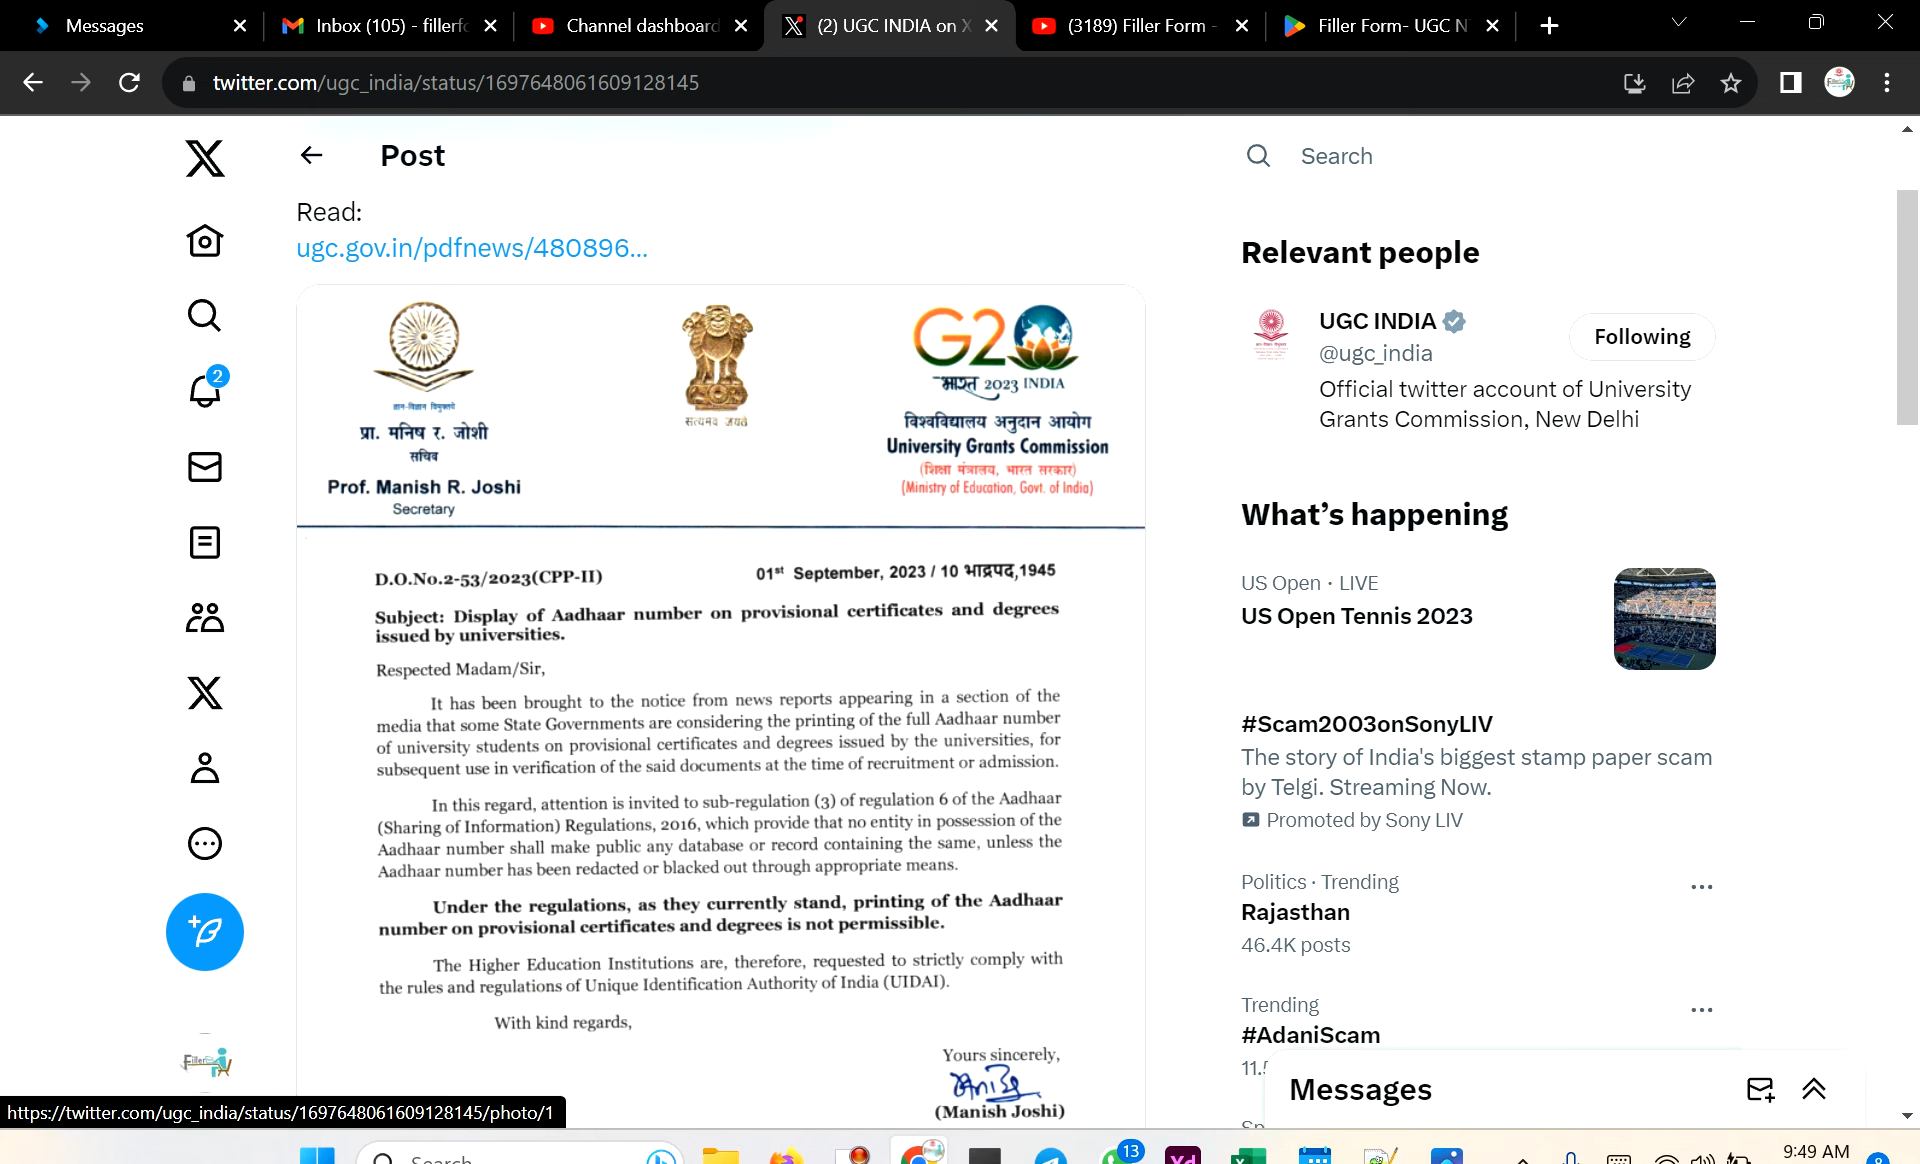 Messages
Inbox (105) - fillerfo
Channel dashboard
(2) UGC INDIA on X
(3189) Filler Form -
Filler Form- UGC N
twitter.com/ugc_india/status/1697648061609128145
Post
Search
Read:
ugc.gov.in/pdfnews/480896...
2
ज्ञान-विज्ञान विमुक्तये
प्रा. मनिष र. जोशी
सचिव
Prof. Manish R. Joshi
Secretary
सत्यमेव जयते
G20
भारत 2023 INDIA
विश्वविद्यालय अनुदान आयोग
University Grants Commission
(शिक्षा मंत्रालय, भारत सरकार)
(Ministry of Education, Govt. of India)
D.O.No.2-53/2023(CPP-II)
01st September, 2023 / 10 भाद्रपद,1945
Subject: Display of Aadhaar number on provisional certificates and degrees
issued by universities.
Respected Madam/Sir,
It has been brought to the notice from news reports appearing in a section of the
media that some State Governments are considering the printing of the full Aadhaar number
of university students on provisional certificates and degrees issued by the universities, for
subsequent use in verification of the said documents at the time of recruitment or admission.
In this regard, attention is invited to sub-regulation (3) of regulation 6 of the Aadhaar
(Sharing of Information) Regulations, 2016, which provide that no entity in possession of the
Aadhaar number shall make public any database or record containing the same, unless the
Aadhaar number has been redacted or blacked out through appropriate means.
Under the regulations, as they currently stand, printing of the Aadhaar
number on provisional certificates and degrees is not permissible.
The Higher Education Institutions are, therefore, requested to strictly comply with
the rules and regulations of Unique Identification Authority of India (UIDAI).
With kind regards,
Yours sincerely,
(Manish Joshi)
Relevant people
UGC INDIA
@ugc_india
Following
Official twitter account of University
Grants Commission, New Delhi
What's happening
US Open · LIVE
US Open Tennis 2023
#Scam2003onSonyLIV
The story of India's biggest stamp paper scam
by Telgi. Streaming Now.
Promoted by Sony LIV
Politics · Trending
Rajasthan
46.4K posts
Trending
#AdaniScam
Messages
Filler
https://twitter.com/ugc_india/status/1697648061609128145/photo/1
Search
13
Xd
9:49 AM